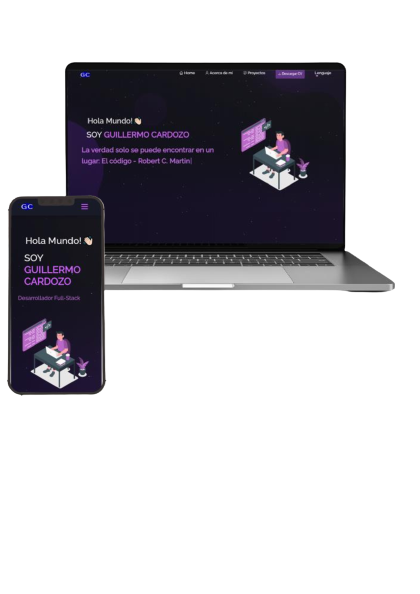 GC
Home Acerca de mi Proyectos Descarga CV Language
Hola Mundo! 👋🏻
SOY GUILLERMO CARDOZO
La verdad solo se puede encontrar en un
lugar: El código - Robert C. Martin|
GC
Hola Mundo! 👋🏻
SOY
GUILLERMO
CARDOZO
Desarrollador Full-Stack